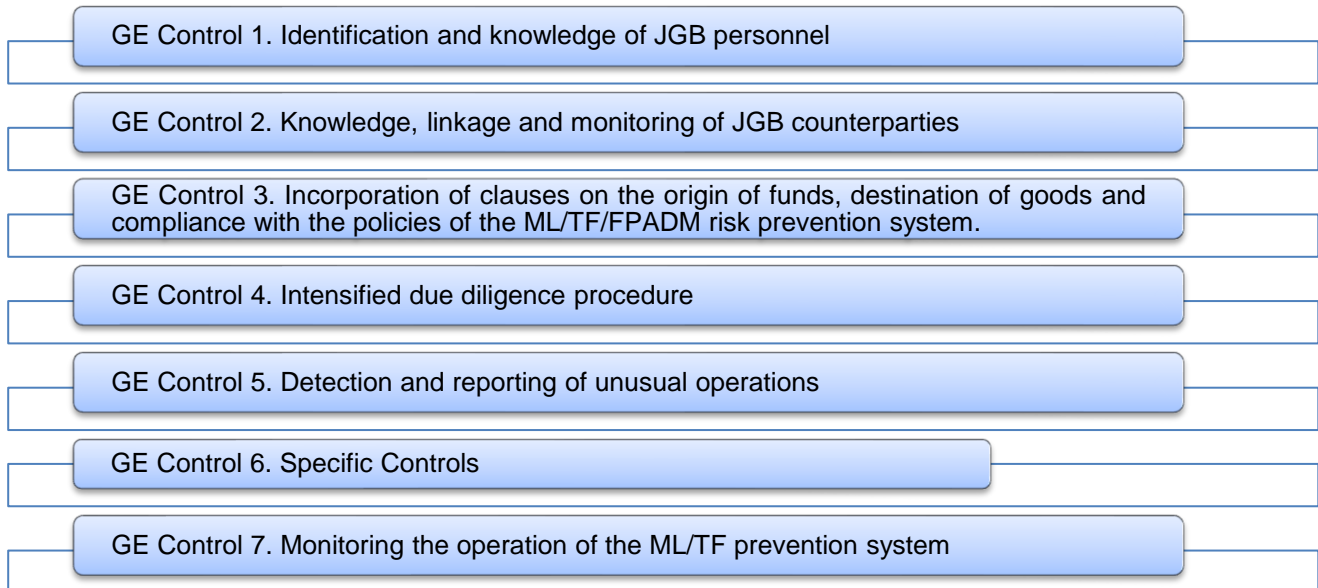 GE Control 1. Identification and knowledge of JGB personnel
GE Control 2. Knowledge, linkage and monitoring of JGB counterparties
GE Control 3. Incorporation of clauses on the origin of funds, destination of goods and
compliance with the policies of the ML/TF/FPADM risk prevention system.
GE Control 4. Intensified due diligence procedure
GE Control 5. Detection and reporting of unusual operations
GE Control 6. Specific Controls
GE Control 7. Monitoring the operation of the ML/TF prevention system